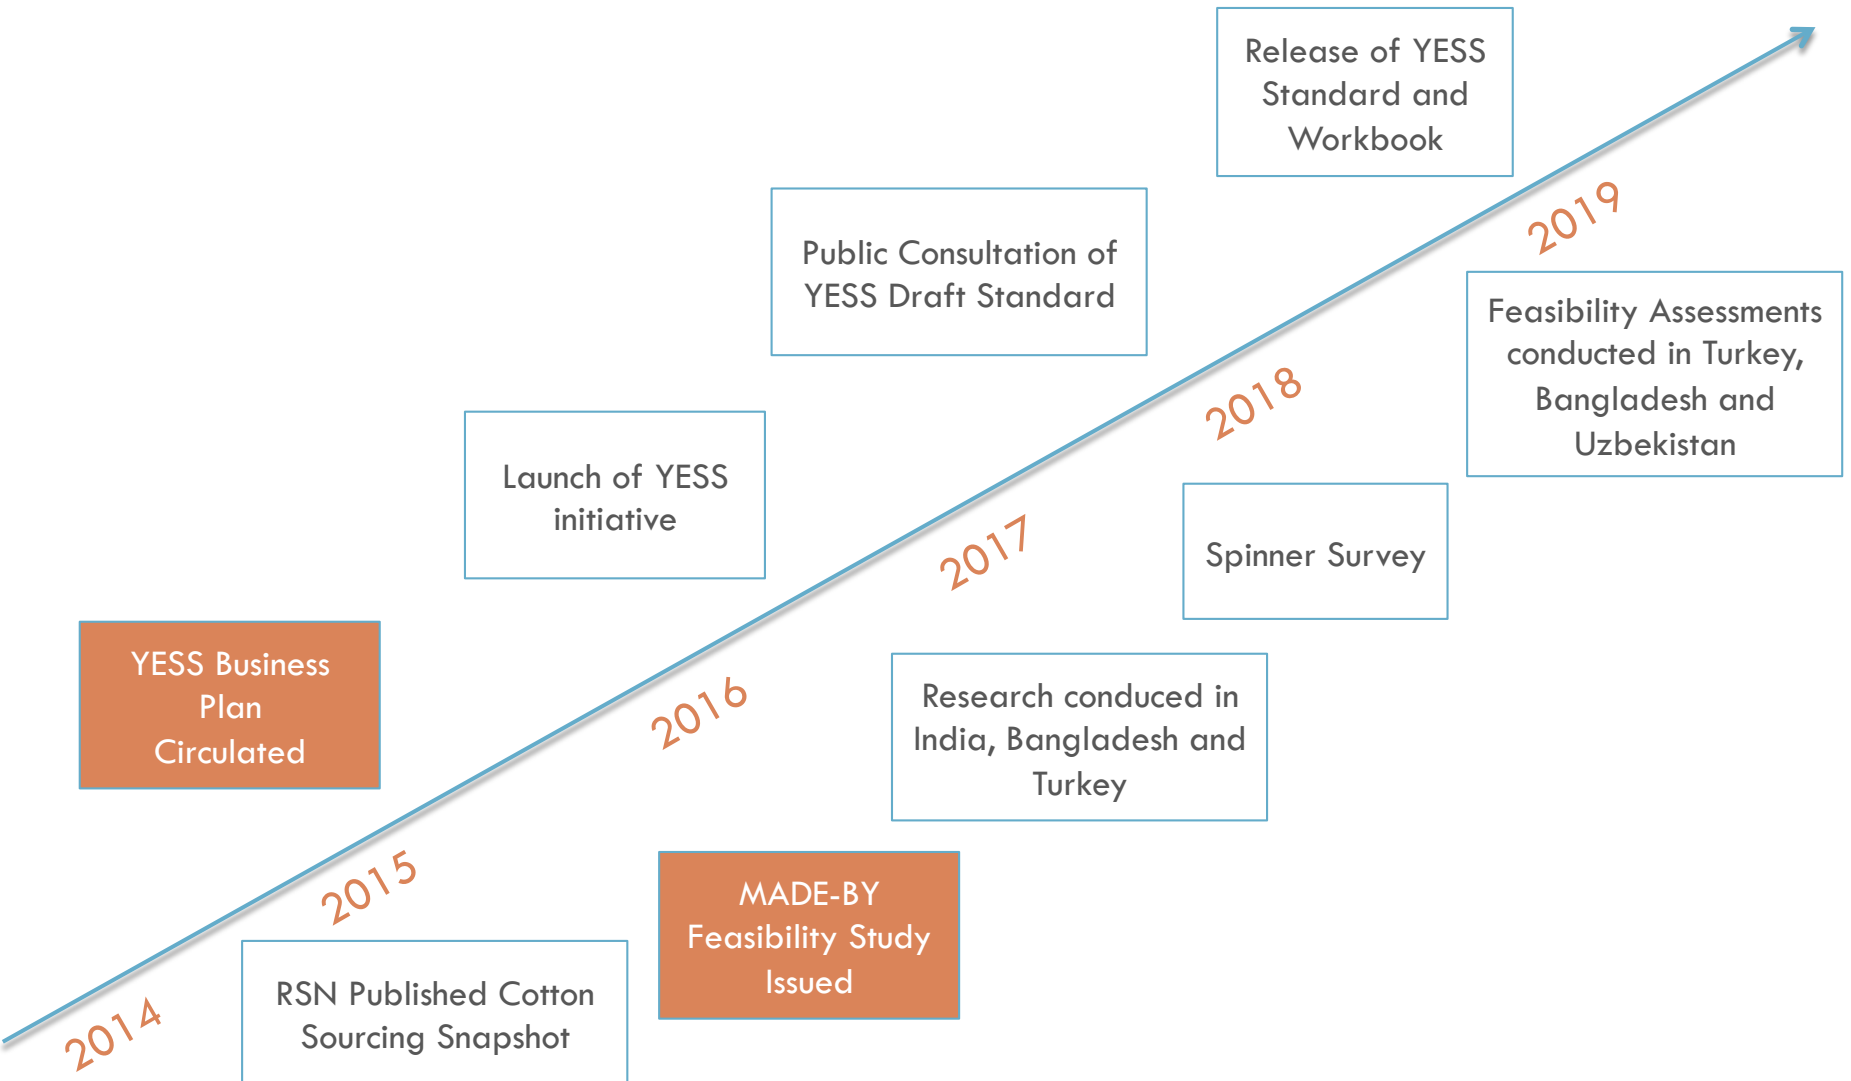 Release of YESS
Standard and
Workbook
2019
Public Consultation of
YESS Draft Standard
Feasibility Assessments
conducted in Turkey,
Bangladesh and
Uzbekistan
2018
Launch of YESS
initiative
Spinner Survey
2017
YESS Business
Plan
Circulated
Research conduced in
India, Bangladesh and
Turkey
2016
MADE-BY
Feasibility Study
Issued
2015
RSN Published Cotton
Sourcing Snapshot
2014